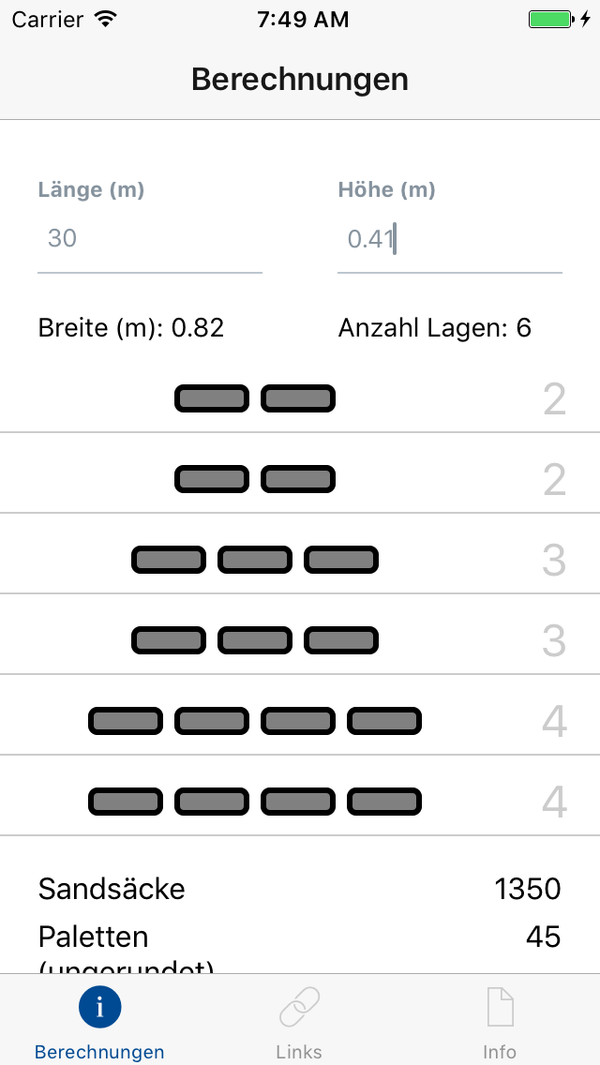 Carrier 7:49 AM
Berechnungen
Länge (m) Höhe (m)
30 0.41
Breite (m): 0.82 Anzahl Lagen: 6
2
2
3
3
4
4
Sandsäcke 1350
Paletten 45
(ungerundet)
i
Berechnungen Links Info